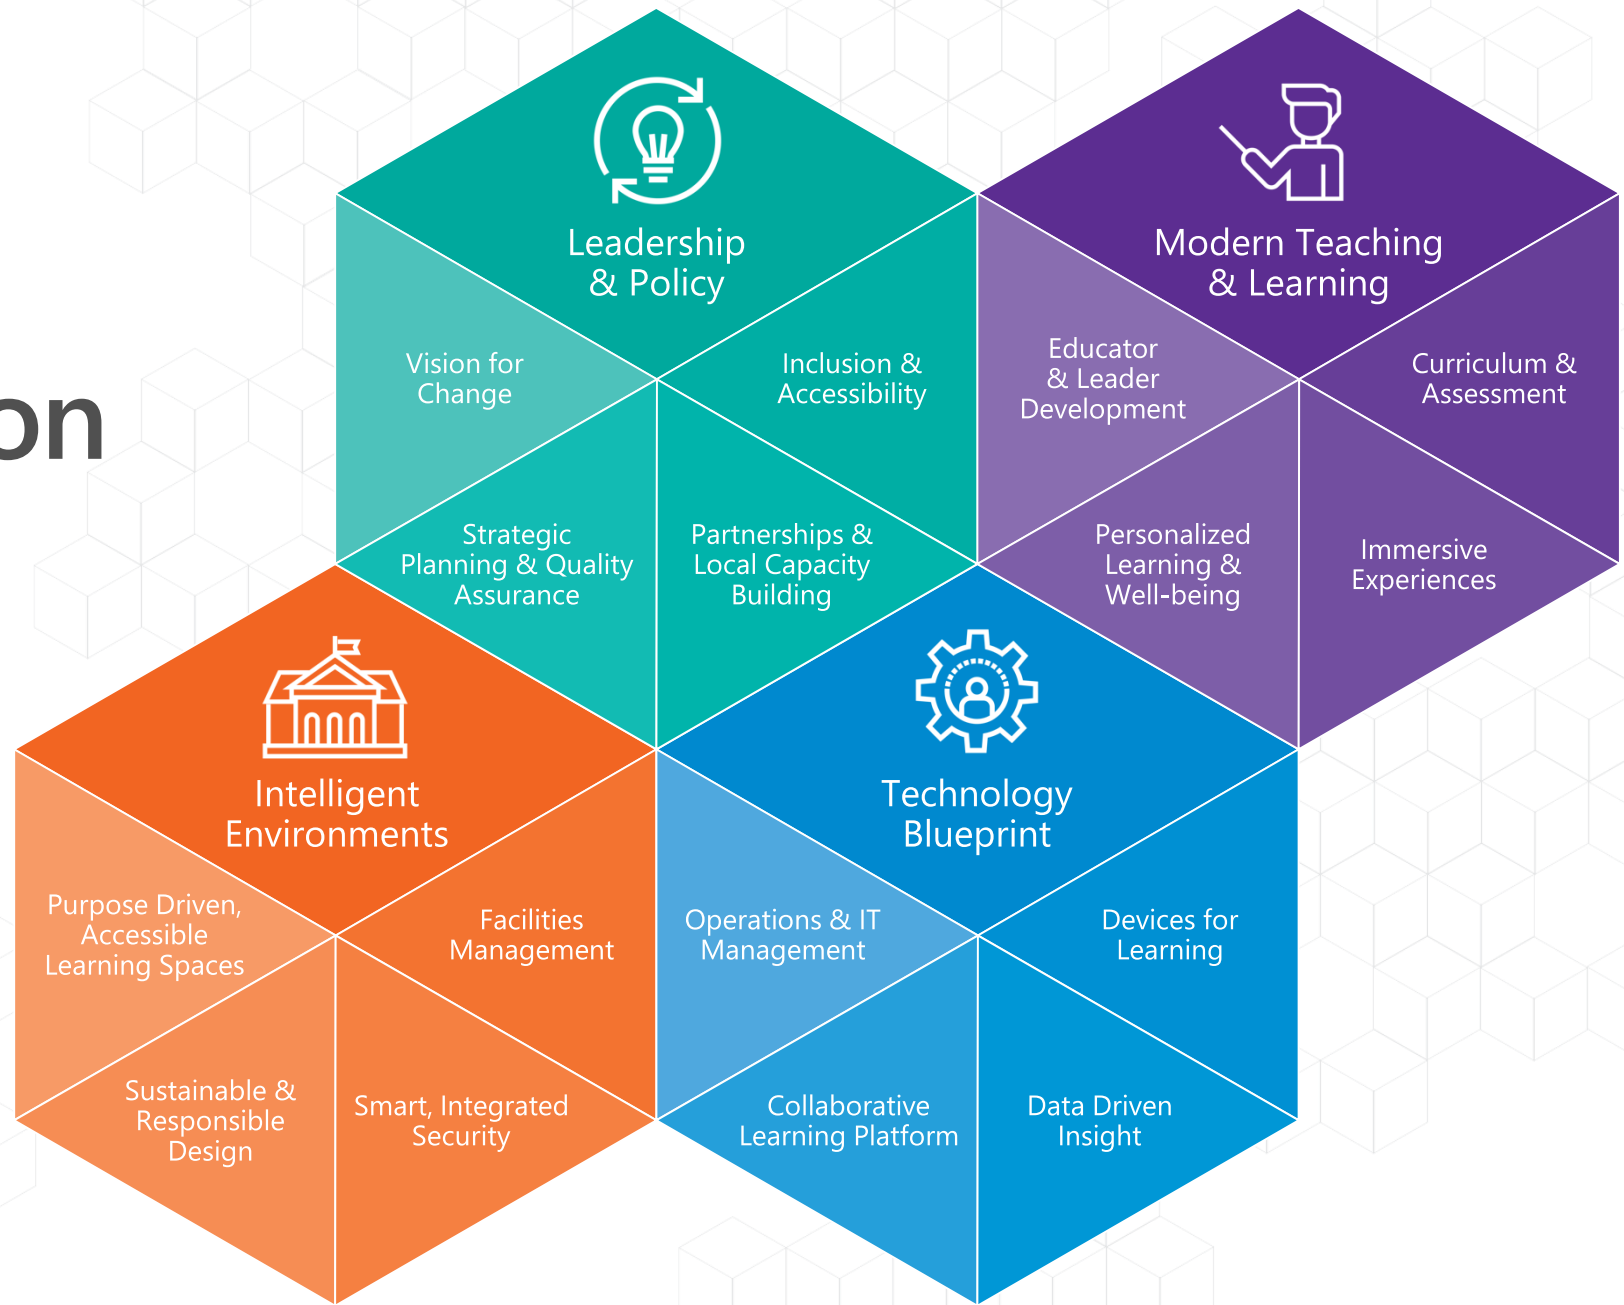 Leadership
& Policy
Vision for
Change
Inclusion &
Accessibility
Strategic
Planning & Quality
Assurance
Partnerships &
Local Capacity
Building
Modern Teaching
& Learning
Educator
& Leader
Development
Curriculum &
Assessment
Personalized
Learning &
Well-being
Immersive
Experiences
on
Intelligent
Environments
Purpose Driven,
Accessible
Learning Spaces
Facilities
Management
Sustainable &
Responsible
Design
Smart, Integrated
Security
Technology
Blueprint
Operations & IT
Management
Devices for
Learning
Collaborative
Learning Platform
Data Driven
Insight